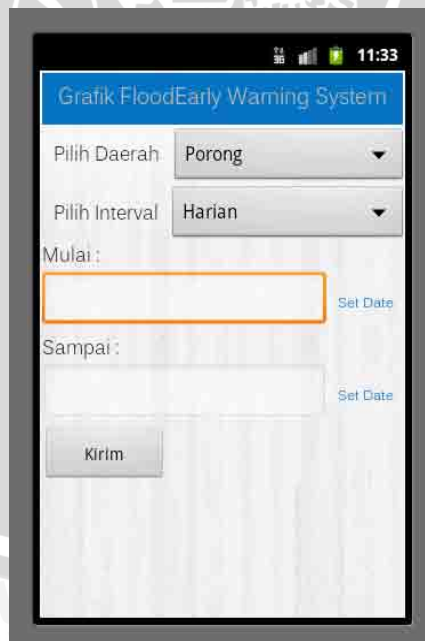 3G 11:33
Grafik FloodEarly Warning System
Pilih Daerah Porong
Pilih Interval Harian
Mulai :
Set Date
Sampai :
Set Date
Kirim